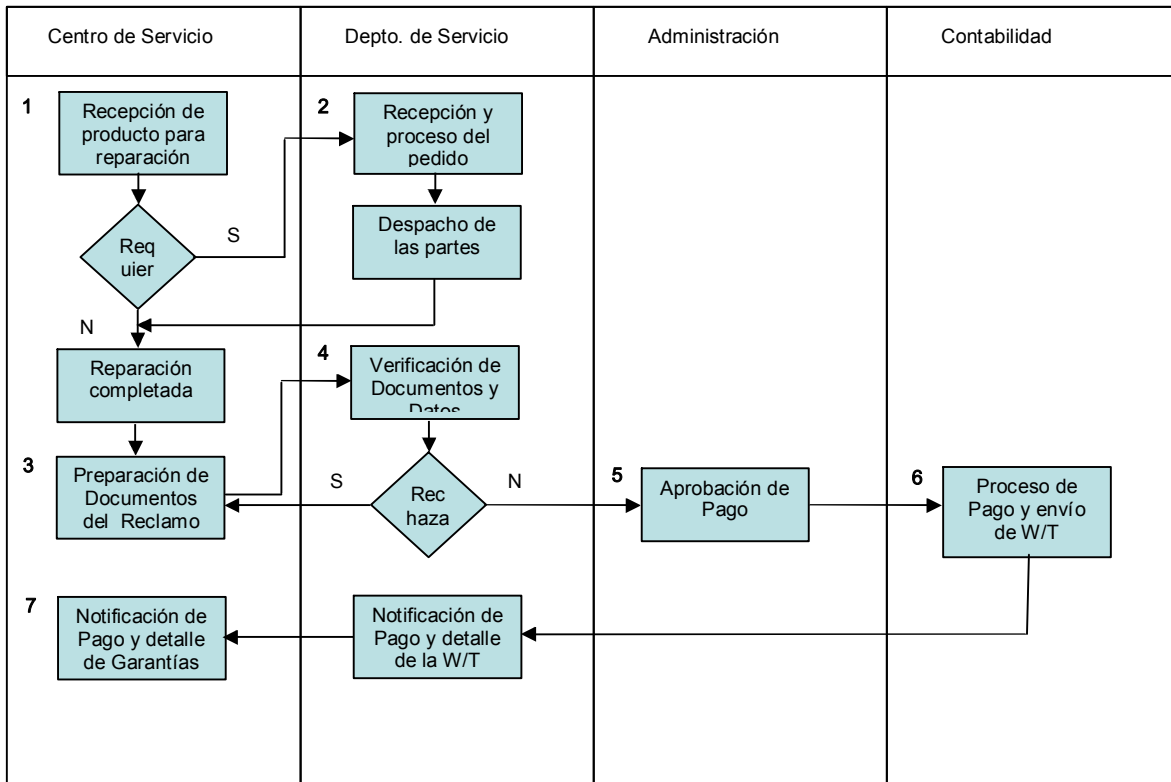 Centro de Servicio
Depto. de Servicio
Administración
Contabilidad
1
Recepción de
producto para
reparación
2
Recepción y
proceso del
pedido
Req
uier
S
Despacho de
las partes
N
Reparación
completada
4
Verificación de
Documentos y
Datos
3
Preparación de
Documentos
del Reclamo
S
Rec
haza
N
5
Aprobación de
Pago
6
Proceso de
Pago y envío
de W/T
7
Notificación de
Pago y detalle
de Garantías
Notificación de
Pago y detalle
de la W/T